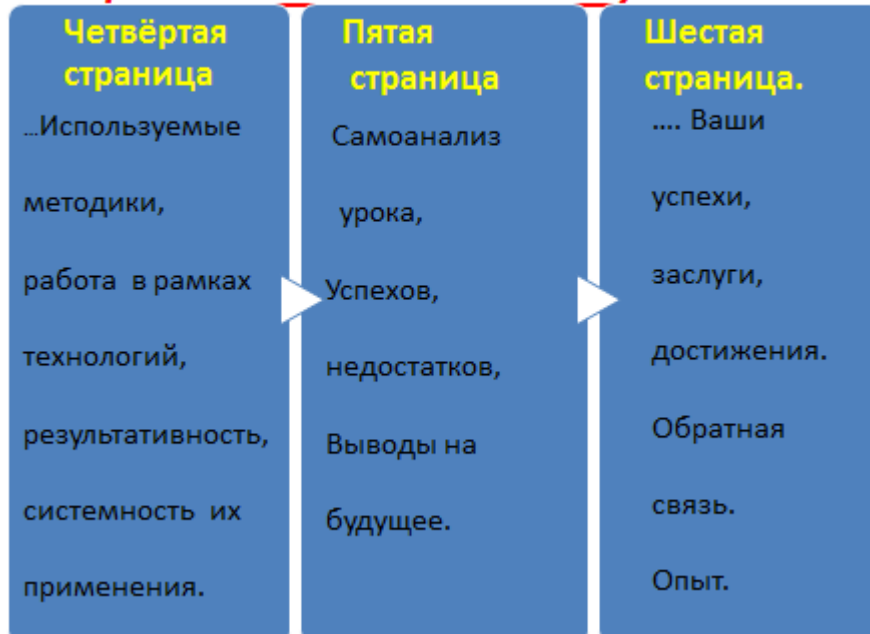 Четвёртая
страница
...Используемые
методики,
работа в рамках
технологий,
результативность,
системность их
применения.
Пятая
страница
Самоанализ
урока,
Успехов,
недостатков,
Выводы на
будущее.
Шестая
страница.
.... Ваши
успехи,
заслуги,
достижения.
Обратная
связь.
Опыт.